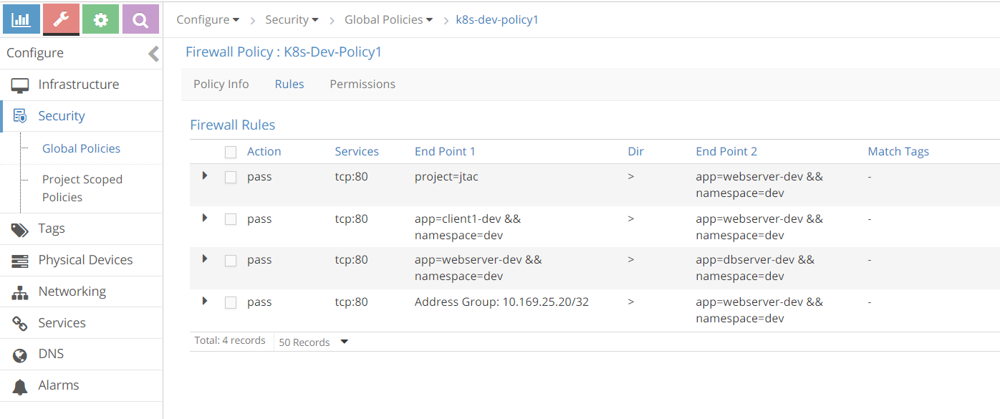 Configure > Security > Global Policies > k8s-dev-policy1
Configure
Firewall Policy : K8s-Dev-Policy1
Policy Info Rules Permissions
Infrastructure
Security
Global Policies
Project Scoped
Policies
Tags
Physical Devices
Networking
Services
DNS
Alarms
Firewall Rules
Action Services End Point 1 Dir End Point 2 Match Tags
pass tcp:80 project=jtac > app=webserver-dev && -
namespace=dev
pass tcp:80 app=client1-dev && > app=webserver-dev && -
namespace=dev namespace=dev
pass tcp:80 app=webserver-dev && > app=dbserver-dev && -
namespace=dev namespace=dev
pass tcp:80 Address Group: 10.169.25.20/32 > app=webserver-dev && -
namespace=dev
Total: 4 records 50 Records